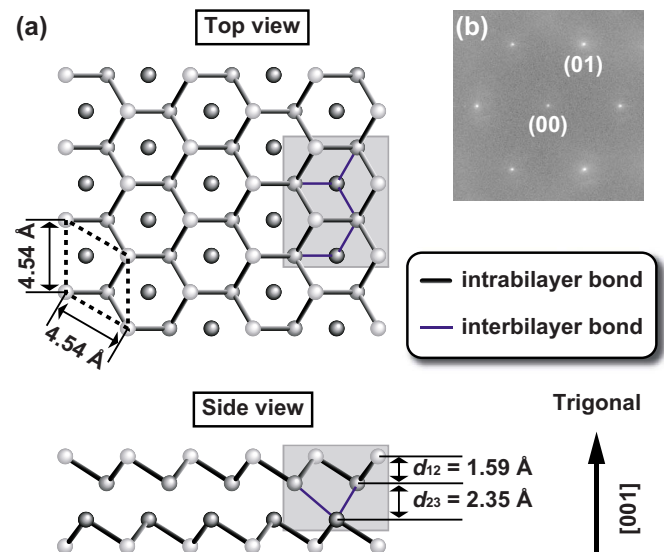 (a)
Top view
4.54 Å
4.54 Å
(b)
(01)
(00)
intrabilayer bond
interbilayer bond
Side view
d12 = 1.59 Å
d23 = 2.35 Å
Trigonal
[001]